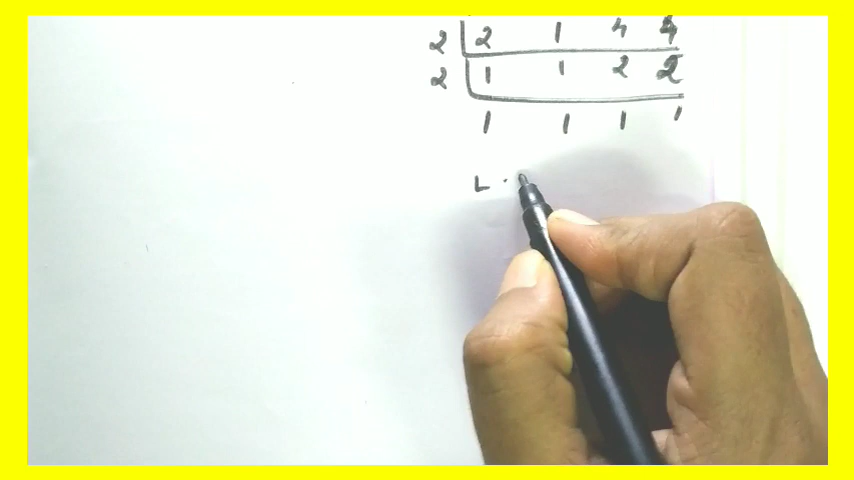 2 2 1 4 4
2 1 1 2 2
1 1 1 1
L .